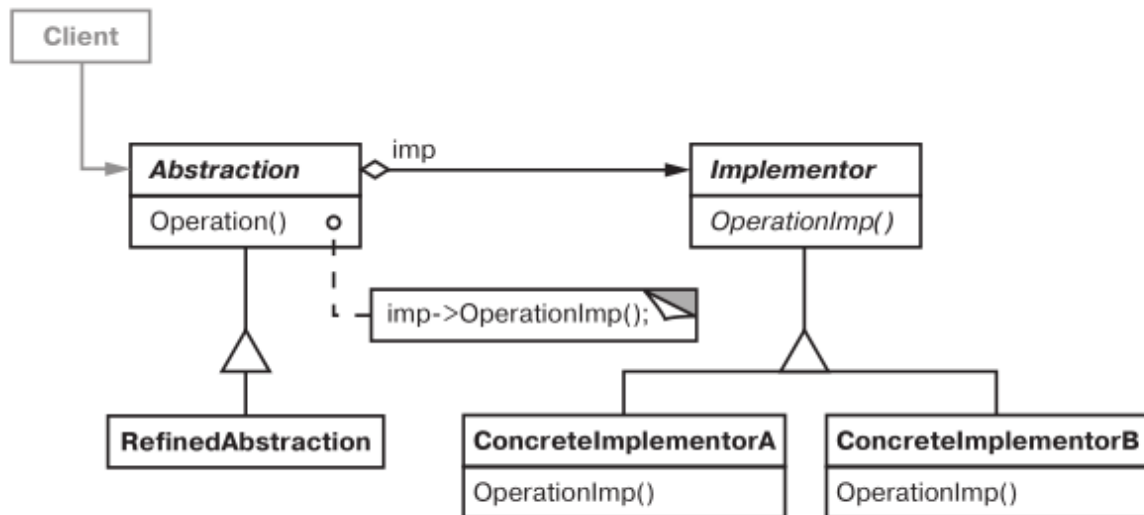 Client
Abstraction
imp
Implementor
Operation()
OperationImp()
imp->OperationImp();
RefinedAbstraction
ConcreteImplementorA
ConcreteImplementorB
OperationImp()
OperationImp()